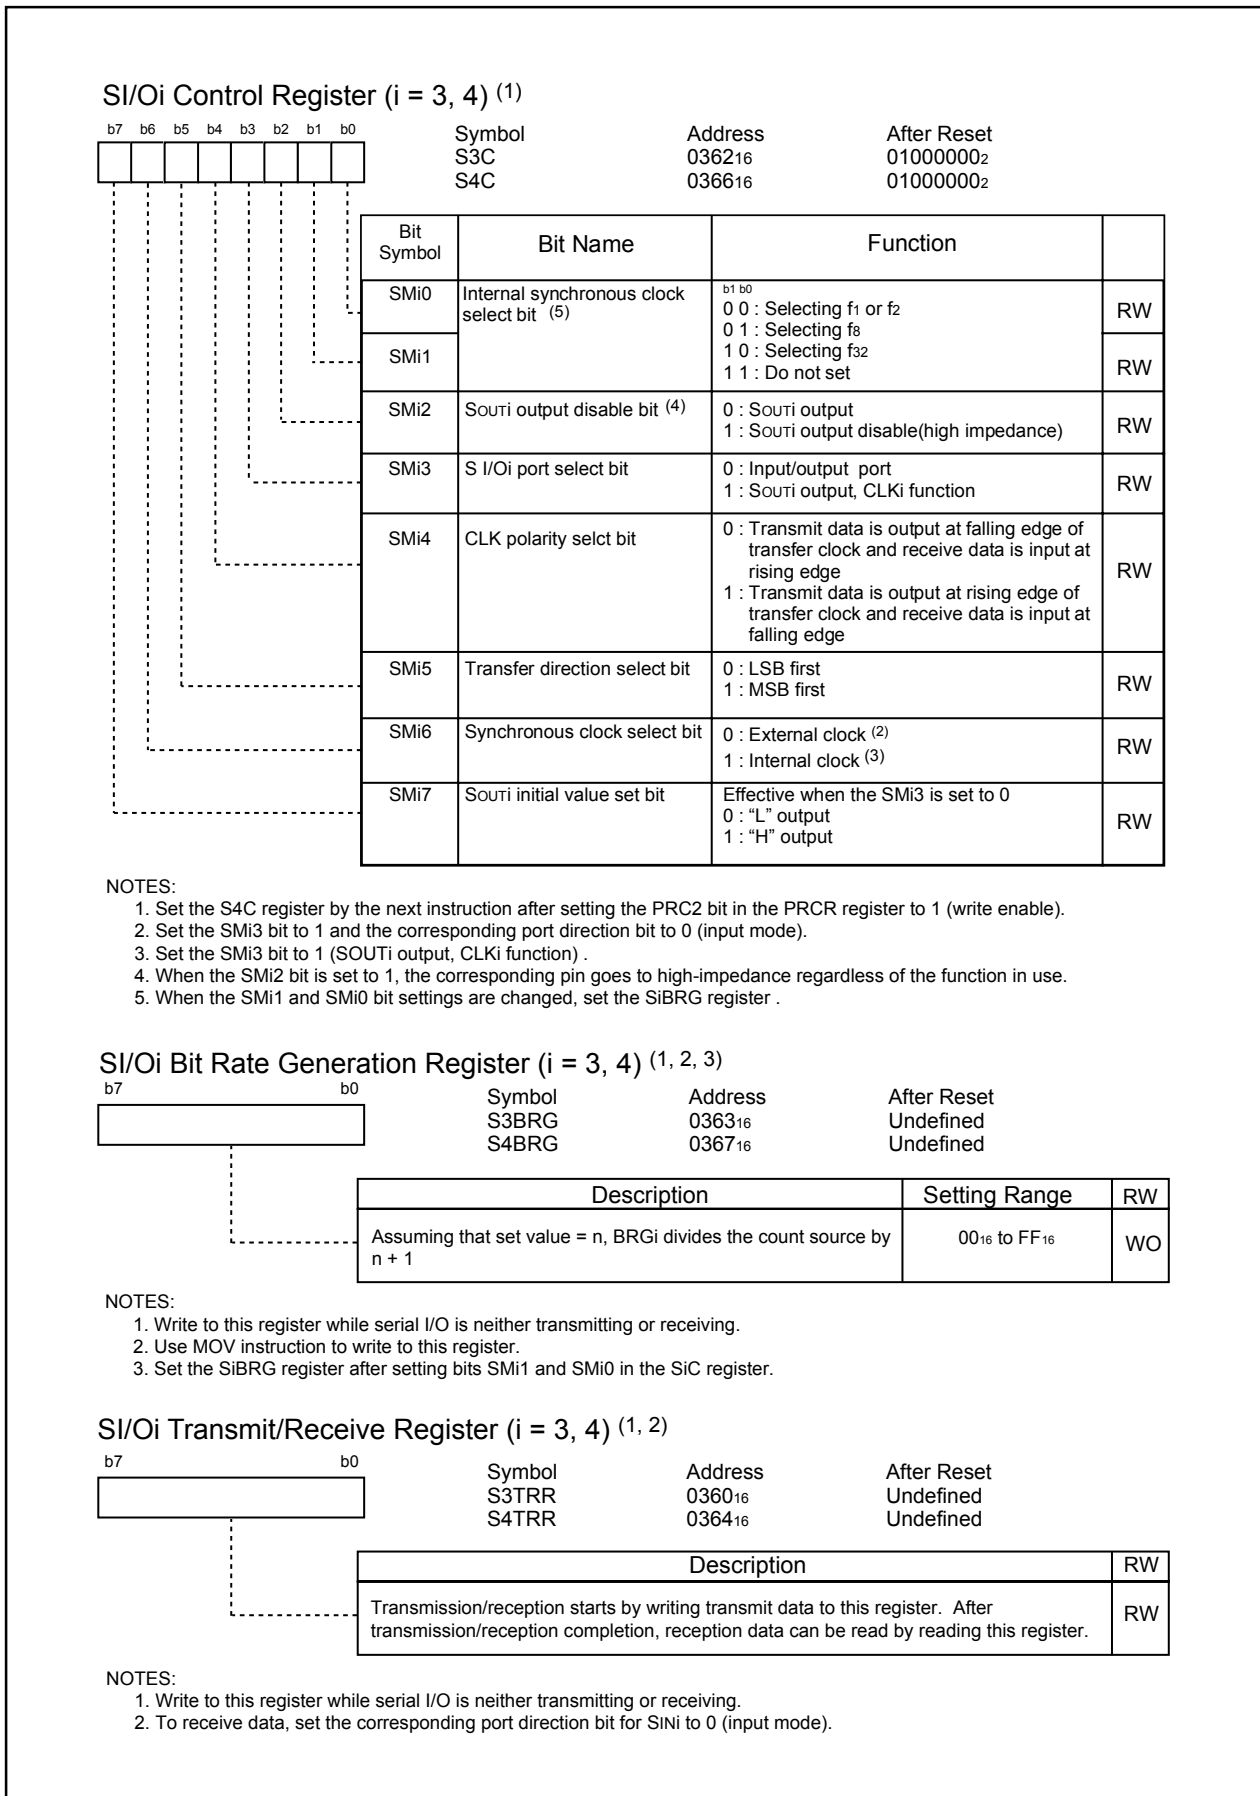 SI/Oi Control Register (i = 3, 4) (1)
b7 b6 b5 b4 b3 b2 b1 b0
Symbol Address After Reset
S3C 036216 010000002
S4C 036616 010000002
Bit Symbol Bit Name Function
SMi0 Internal synchronous clock select bit (5)
b1 b0
0 0 : Selecting f1 or f2
0 1 : Selecting f8
1 0 : Selecting f32
1 1 : Do not set
RW
SMi1
RW
SMi2 SOUTi output disable bit (4)
0 : SOUTi output
1 : SOUTi output disable(high impedance)
RW
SMi3 S I/Oi port select bit
0 : Input/output port
1 : SOUTi output, CLKi function
RW
SMi4 CLK polarity selct bit
0 : Transmit data is output at falling edge of
transfer clock and receive data is input at
rising edge
1 : Transmit data is output at rising edge of
transfer clock and receive data is input at
falling edge
RW
SMi5 Transfer direction select bit
0 : LSB first
1 : MSB first
RW
SMi6 Synchronous clock select bit
0 : External clock (2)
1 : Internal clock (3)
RW
SMi7 SOUTi initial value set bit
Effective when the SMi3 is set to 0
0 : “L” output
1 : “H” output
RW
NOTES:
1. Set the S4C register by the next instruction after setting the PRC2 bit in the PRCR register to 1 (write enable).
2. Set the SMi3 bit to 1 and the corresponding port direction bit to 0 (input mode).
3. Set the SMi3 bit to 1 (SOUTi output, CLKi function) .
4. When the SMi2 bit is set to 1, the corresponding pin goes to high-impedance regardless of the function in use.
5. When the SMi1 and SMi0 bit settings are changed, set the SiBRG register .
SI/Oi Bit Rate Generation Register (i = 3, 4) (1, 2, 3)
b7 b0
Symbol Address After Reset
S3BRG 036316 Undefined
S4BRG 036716 Undefined
Description Setting Range RW
Assuming that set value = n, BRGi divides the count source by
n + 1
0016 to FF16 WO
NOTES:
1. Write to this register while serial I/O is neither transmitting or receiving.
2. Use MOV instruction to write to this register.
3. Set the SiBRG register after setting bits SMi1 and SMi0 in the SiC register.
SI/Oi Transmit/Receive Register (i = 3, 4) (1, 2)
b7 b0
Symbol Address After Reset
S3TRR 036016 Undefined
S4TRR 036416 Undefined
Description RW
Transmission/reception starts by writing transmit data to this register. After
transmission/reception completion, reception data can be read by reading this register.
RW
NOTES:
1. Write to this register while serial I/O is neither transmitting or receiving.
2. To receive data, set the corresponding port direction bit for SINi to 0 (input mode).